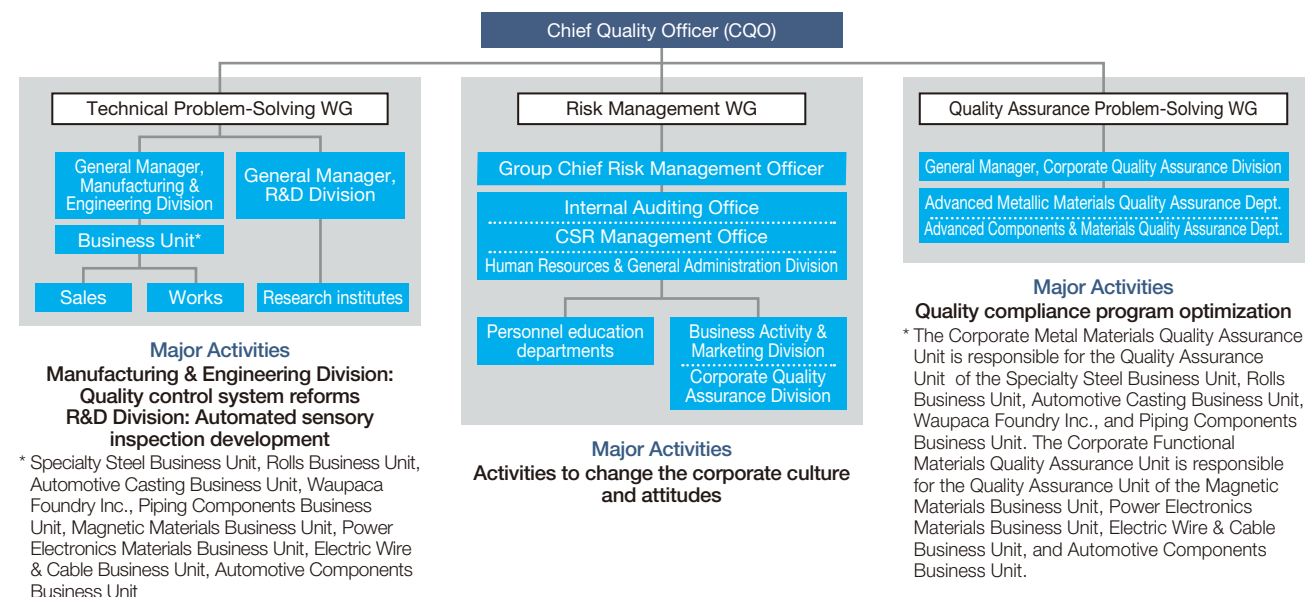 Chief Quality Officer (CQO)
Technical Problem-Solving WG
General Manager,
Manufacturing &
Engineering Division
General Manager,
R&D Division
Business Unit*
Sales
Works
Research institutes
Major Activities
Manufacturing & Engineering Division:
Quality control system reforms
R&D Division: Automated sensory
inspection development
* Specialty Steel Business Unit, Rolls Business Unit,
Automotive Casting Business Unit, Waupaca
Foundry Inc., Piping Components Business
Unit, Magnetic Materials Business Unit, Power
Electronics Materials Business Unit, Electric Wire
& Cable Business Unit, Automotive Components
Business Unit
Risk Management WG
Group Chief Risk Management Officer
Internal Auditing Office
CSR Management Office
Human Resources & General Administration Division
Personnel education
departments
Business Activity &
Marketing Division
Corporate Quality
Assurance Division
Major Activities
Activities to change the corporate culture
and attitudes
Quality Assurance Problem-Solving WG
General Manager, Corporate Quality Assurance Division
Advanced Metallic Materials Quality Assurance Dept.
Advanced Components & Materials Quality Assurance Dept.
Major Activities
Quality compliance program optimization
* The Corporate Metal Materials Quality Assurance
Unit is responsible for the Quality Assurance
Unit of the Specialty Steel Business Unit, Rolls
Business Unit, Automotive Casting Business Unit,
Waupaca Foundry Inc., and Piping Components
Business Unit. The Corporate Functional
Materials Quality Assurance Unit is responsible
for the Quality Assurance Unit of the Magnetic
Materials Business Unit, Power Electronics
Materials Business Unit, Electric Wire & Cable
Business Unit, and Automotive Components
Business Unit.